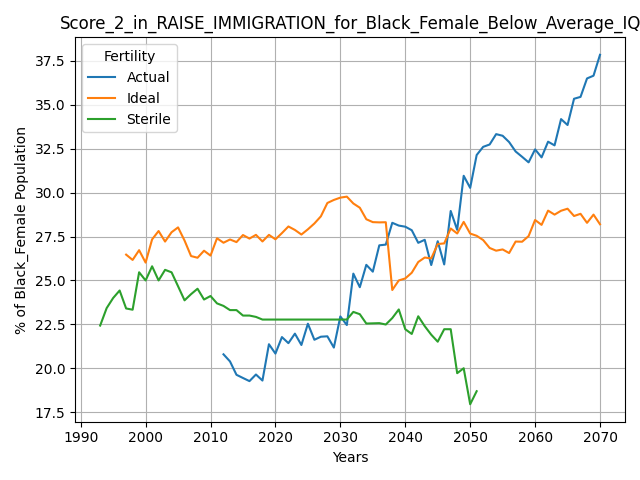 Score_2_in_RAISE_IMMIGRATION_for_Black_Female_Below_Average_IQ
Fertility
Actual
Ideal
Sterile
% of Black_Female Population
37.5
35.0
32.5
30.0
27.5
25.0
22.5
20.0
17.5
1990 2000 2010 2020 2030 2040 2050 2060 2070
Years